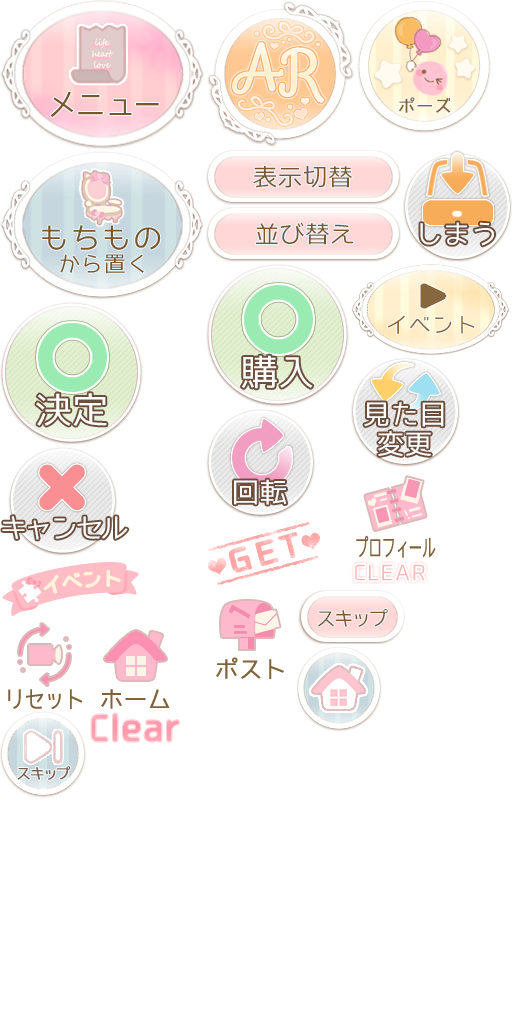 life
heart
love
メニュー
AR
ポーズ
もちもの
から置く
表示切替
並び替え
しまう
イベント
決定
購入
見た目
変更
キャンセル
回転
プロフィール
CLEAR
GET
イベント
リセット
ホーム
ポスト
スキップ
Clear
スキップ